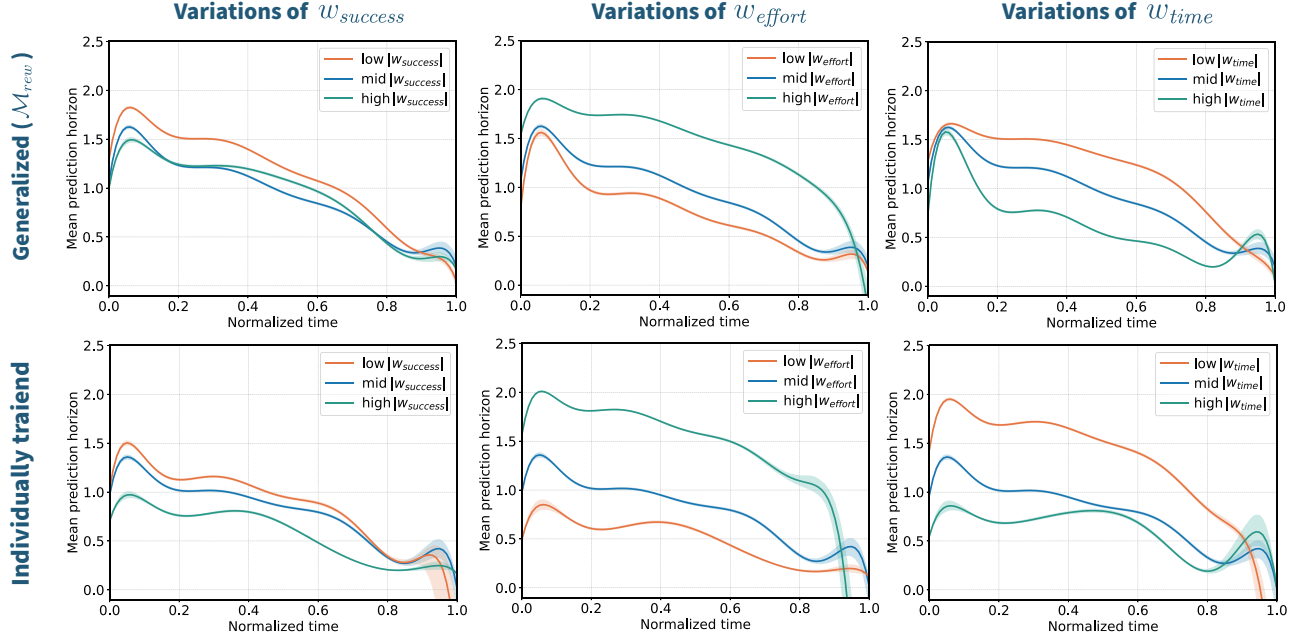 Variations of w_success
Variations of w_effort
Variations of w_time
Generalized (M_rew)
Mean prediction horizon
2.5
2.0
1.5
1.0
0.5
0.0
low |w_success|
mid |w_success|
high |w_success|
0.0 0.2 0.4 0.6 0.8 1.0
Normalized time
Mean prediction horizon
2.5
2.0
1.5
1.0
0.5
0.0
low |w_effort|
mid |w_effort|
high |w_effort|
0.0 0.2 0.4 0.6 0.8 1.0
Normalized time
Mean prediction horizon
2.5
2.0
1.5
1.0
0.5
0.0
low |w_time|
mid |w_time|
high |w_time|
0.0 0.2 0.4 0.6 0.8 1.0
Normalized time
Individually traiend
Mean prediction horizon
2.5
2.0
1.5
1.0
0.5
0.0
low |w_success|
mid |w_success|
high |w_success|
0.0 0.2 0.4 0.6 0.8 1.0
Normalized time
Mean prediction horizon
2.5
2.0
1.5
1.0
0.5
0.0
low |w_effort|
mid |w_effort|
high |w_effort|
0.0 0.2 0.4 0.6 0.8 1.0
Normalized time
Mean prediction horizon
2.5
2.0
1.5
1.0
0.5
0.0
low |w_time|
mid |w_time|
high |w_time|
0.0 0.2 0.4 0.6 0.8 1.0
Normalized time